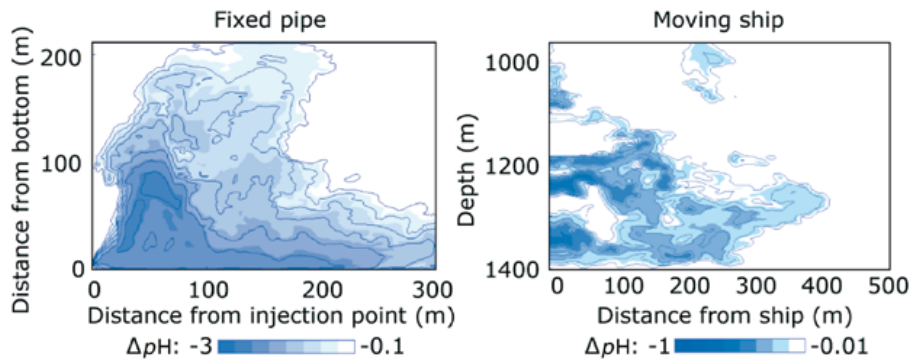 Fixed pipe
Distance from bottom (m)
200
100
0
0 100 200 300
Distance from injection point (m)
ΔpH: -3 -0.1
Moving ship
Depth (m)
1000
1200
1400
0 100 200 300 400 500
Distance from ship (m)
ΔpH: -1 -0.01